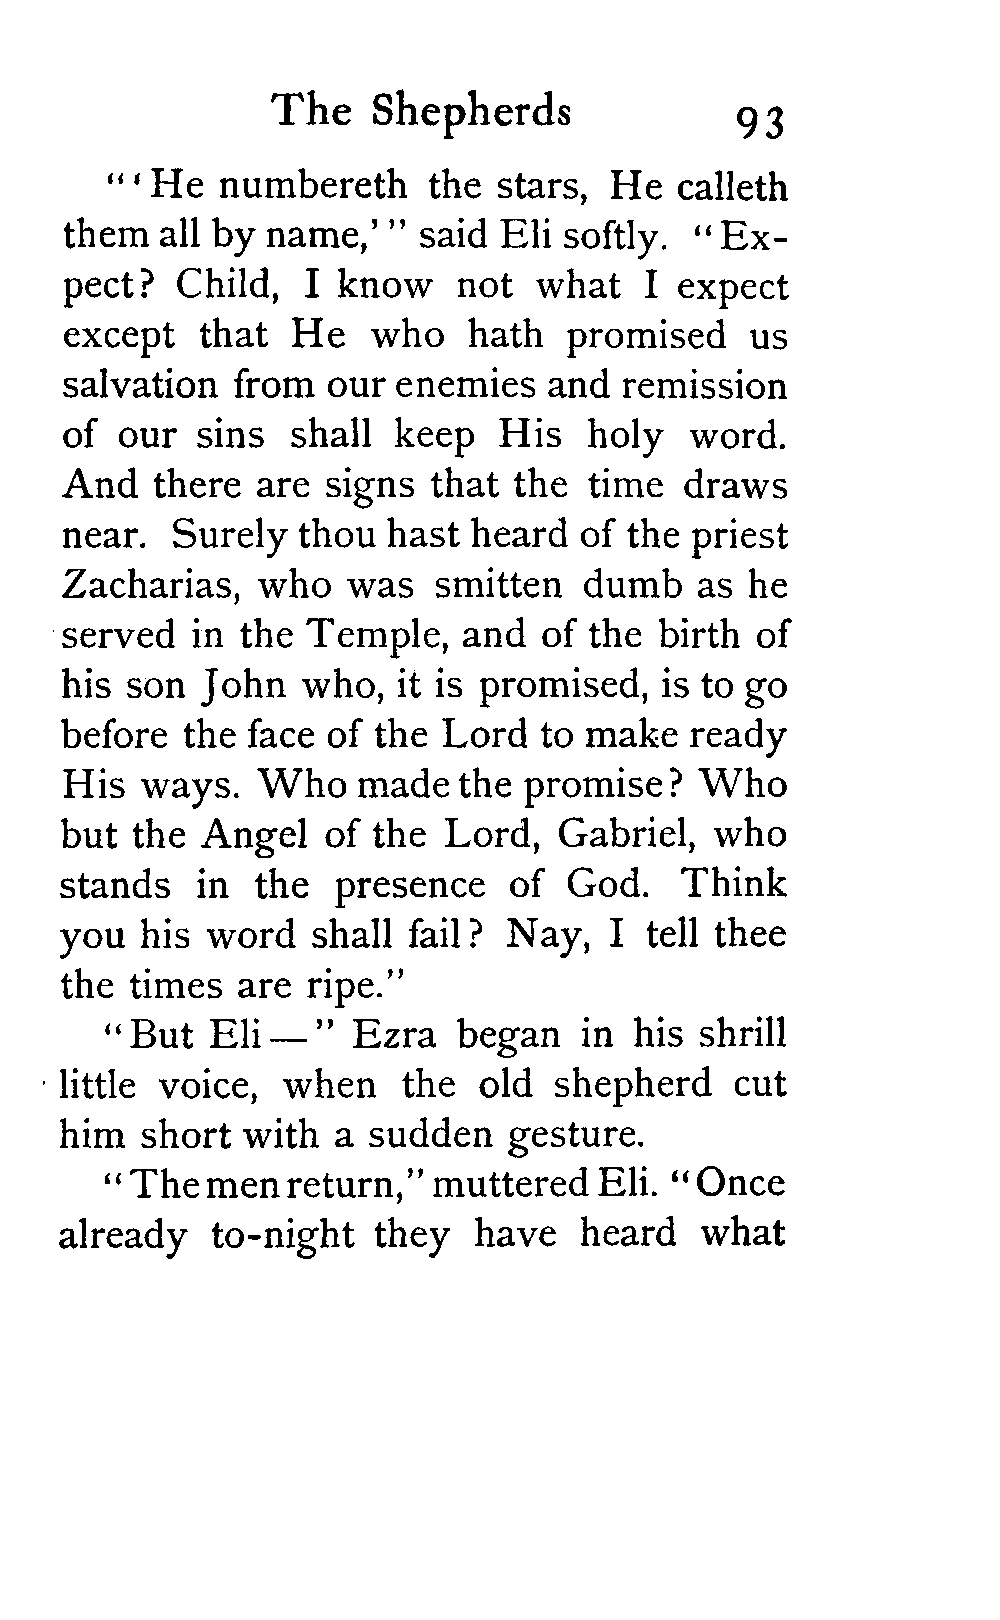 The Shepherds 93
"'He numbereth the stars, He calleth
them all by name,'" said Eli softly. "Ex-
pect? Child, I know not what I expect
except that He who hath promised us
salvation from our enemies and remission
of our sins shall keep His holy word.
And there are signs that the time draws
near. Surely thou hast heard of the priest
Zacharias, who was smitten dumb as he
served in the Temple, and of the birth of
his son John who, it is promised, is to go
before the face of the Lord to make ready
His ways. Who made the promise? Who
but the Angel of the Lord, Gabriel, who
stands in the presence of God. Think
you his word shall fail? Nay, I tell thee
the times are ripe."
"But Eli—" Ezra began in his shrill
little voice, when the old shepherd cut
him short with a sudden gesture.
"The men return," muttered Eli. "Once
already to-night they have heard what